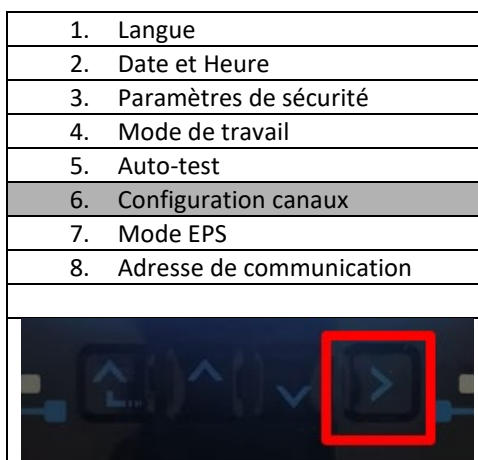 1. Langue
2. Date et Heure
3. Paramètres de sécurité
4. Mode de travail
5. Auto-test
6. Configuration canaux
7. Mode EPS
8. Adresse de communication